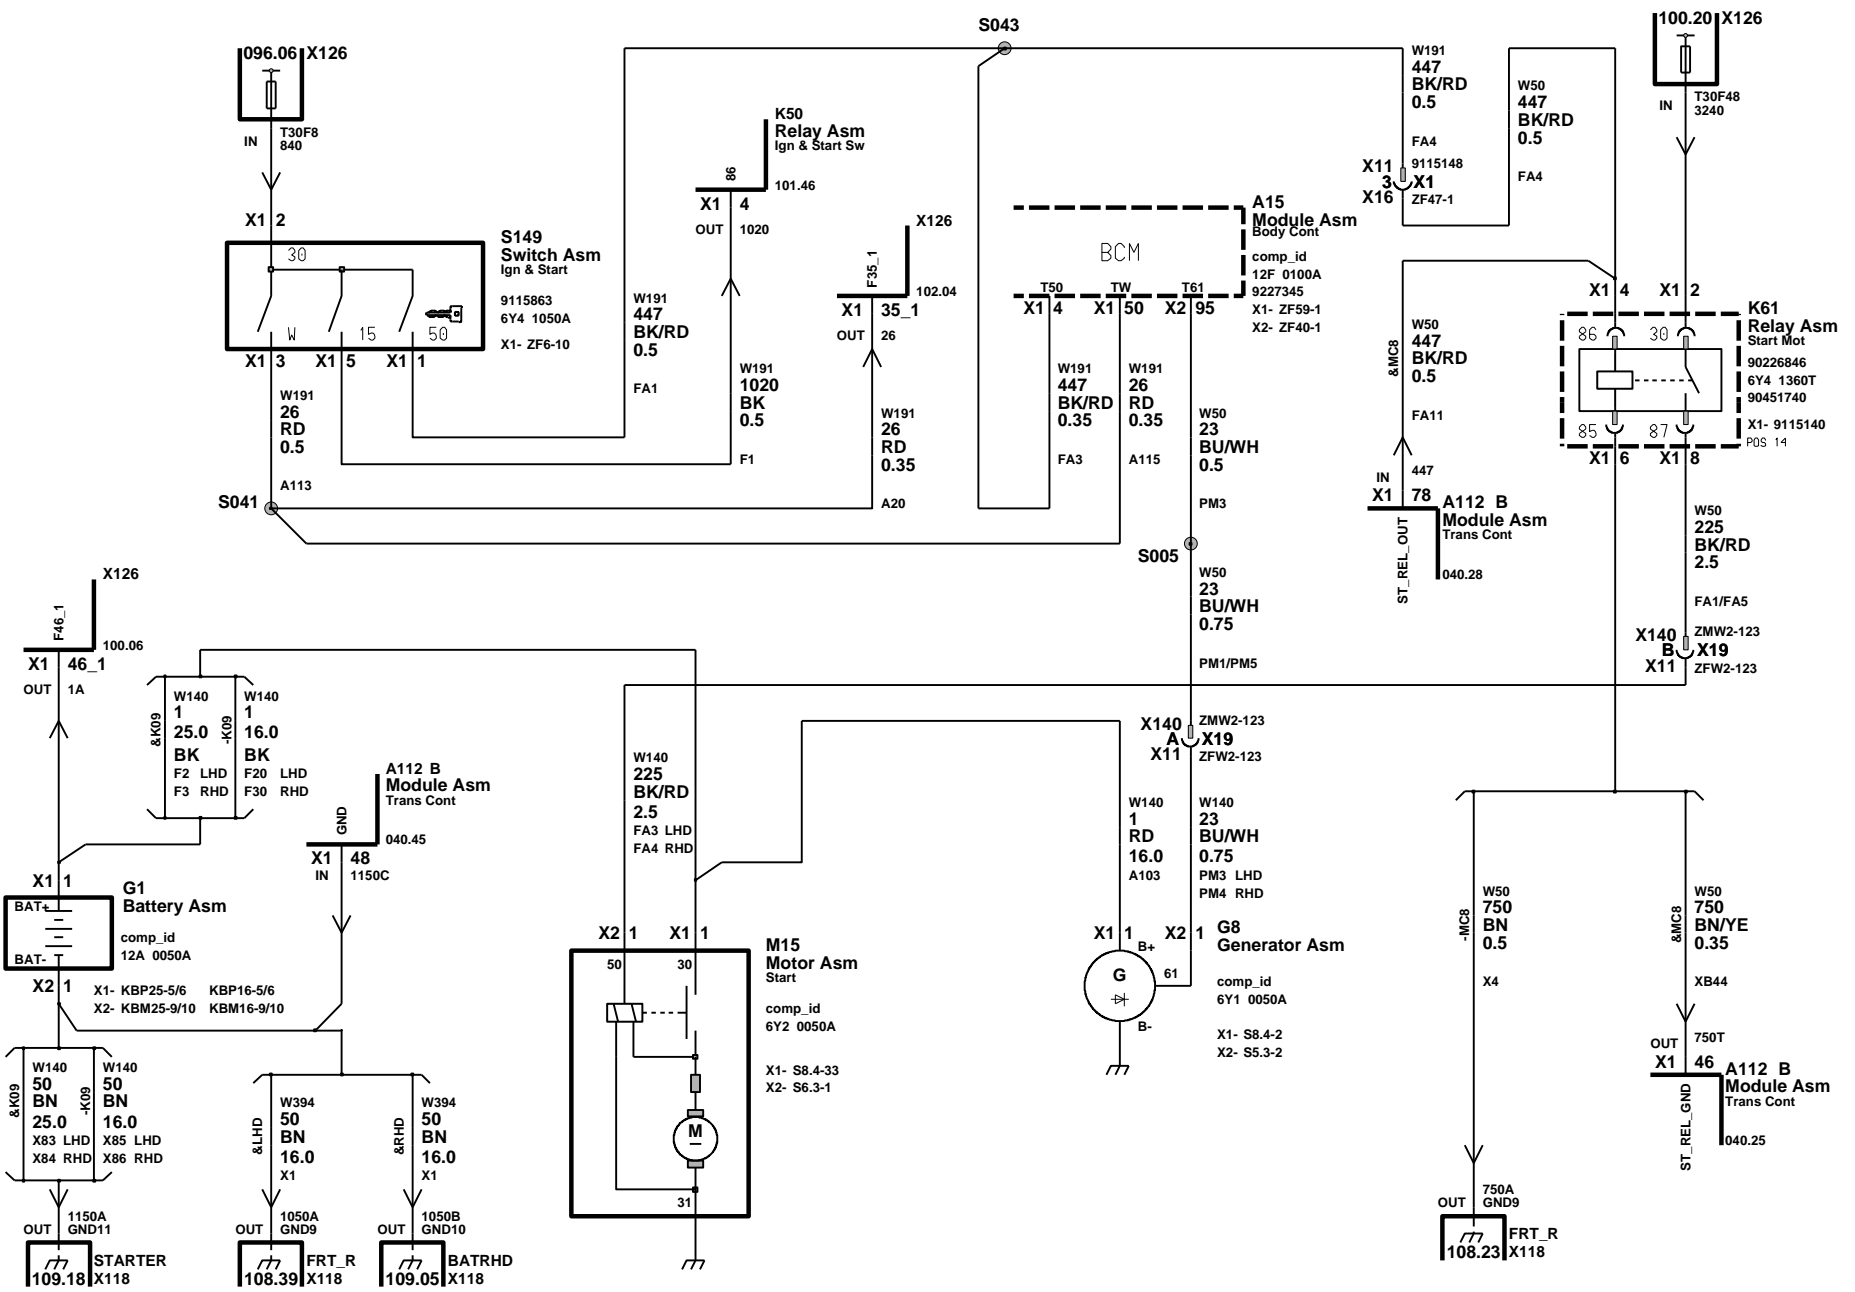 S043
096.06 X126
IN
T30F8
840
X1 2
30
W 15 50
S149
Switch Asm
Ign & Start
9115863
6Y4 1050A
X1- ZF6-10
X1 3 X1 5 X1 1
W191
26
RD
0.5
A113
S041
W191
447
BK/RD
0.5
FA1
K50
Relay Asm
Ign & Start Sw
86
101.46
X1 4
OUT 1020
W191
1020
BK
0.5
F1
X126
F35_1
102.04
X1 35_1
OUT 26
W191
26
RD
0.35
A20
A15
Module Asm
Body Cont
BCM
comp_id
12F 0100A
9227345
X1- ZF59-1
X2- ZF40-1
T50 TW T61
X1 4 X1 50 X2 95
W191
447
BK/RD
0.35
FA3
W191
26
RD
0.35
A115
W50
23
BU/WH
0.5
PM3
S005
W50
23
BU/WH
0.75
PM1/PM5
X140 ZMW2-123
A X19
X11 ZFW2-123
W191
447
BK/RD
0.5
FA4
X11 9115148
3 X1
X16 ZF47-1
W50
447
BK/RD
0.5
FA4
100.20 X126
IN
T30F48
3240
X1 4 X1 2
86 30
85 87
K61
Relay Asm
Start Mot
90226846
6Y4 1360T
90451740
X1- 9115140
POS 14
X1 6 X1 8
&MC8
W50
447
BK/RD
0.5
FA11
IN 447
X1 78
ST_REL_OUT
A112 B
Module Asm
Trans Cont
040.28
W50
225
BK/RD
2.5
FA1/FA5
X140 ZMW2-123
B X19
X11 ZFW2-123
X126
F46_1
100.06
X1 46_1
OUT 1A
&K09
W140
1
25.0
BK
F2 LHD
F3 RHD
-K09
W140
1
16.0
BK
F20 LHD
F30 RHD
A112 B
Module Asm
Trans Cont
GND
040.45
X1 48
IN 1150C
X1 1
BAT+
BAT-
G1
Battery Asm
comp_id
12A 0050A
X2 1
X1- KBP25-5/6 KBP16-5/6
X2- KBM25-9/10 KBM16-9/10
&K09
W140
50
BN
25.0
X83 LHD
X84 RHD
-K09
W140
50
BN
16.0
X85 LHD
X86 RHD
&LHD
W394
50
BN
16.0
X1
&RHD
W394
50
BN
16.0
X1
OUT
1150A
GND11
109.18
STARTER
X118
OUT
1050A
GND9
108.39
FRT_R
X118
OUT
1050B
GND10
109.05
BATRHD
X118
W140
225
BK/RD
2.5
FA3 LHD
FA4 RHD
X2 1 X1 1
50 30
M
31
M15
Motor Asm
Start
comp_id
6Y2 0050A
X1- S8.4-33
X2- S6.3-1
W140
1
RD
16.0
A103
W140
23
BU/WH
0.75
PM3 LHD
PM4 RHD
X1 1 X2 1
B+
G
61
B-
G8
Generator Asm
comp_id
6Y1 0050A
X1- S8.4-2
X2- S5.3-2
-MC8
W50
750
BN
0.5
X4
&MC8
W50
750
BN/YE
0.35
XB44
OUT
750A
GND9
108.23
FRT_R
X118
OUT 750T
X1 46
ST_REL_GND
A112 B
Module Asm
Trans Cont
040.25